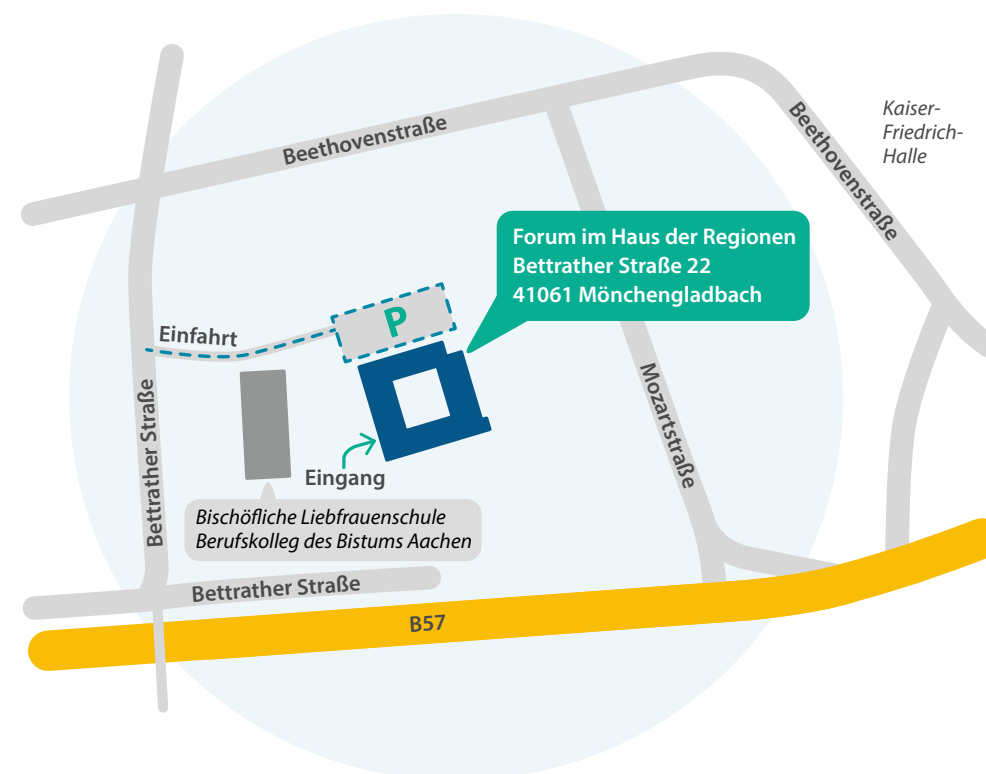 Kaiser-
Friedrich-
Halle
Beethovenstraße
Beethovenstraße
Forum im Haus der Regionen
Bettrather Straße 22
41061 Mönchengladbach
P
Einfahrt
Mozartstraße
Bettrather Straße
Eingang
Bischöfliche Liebfrauenschule
Berufskolleg des Bistums Aachen
Bettrather Straße
B57